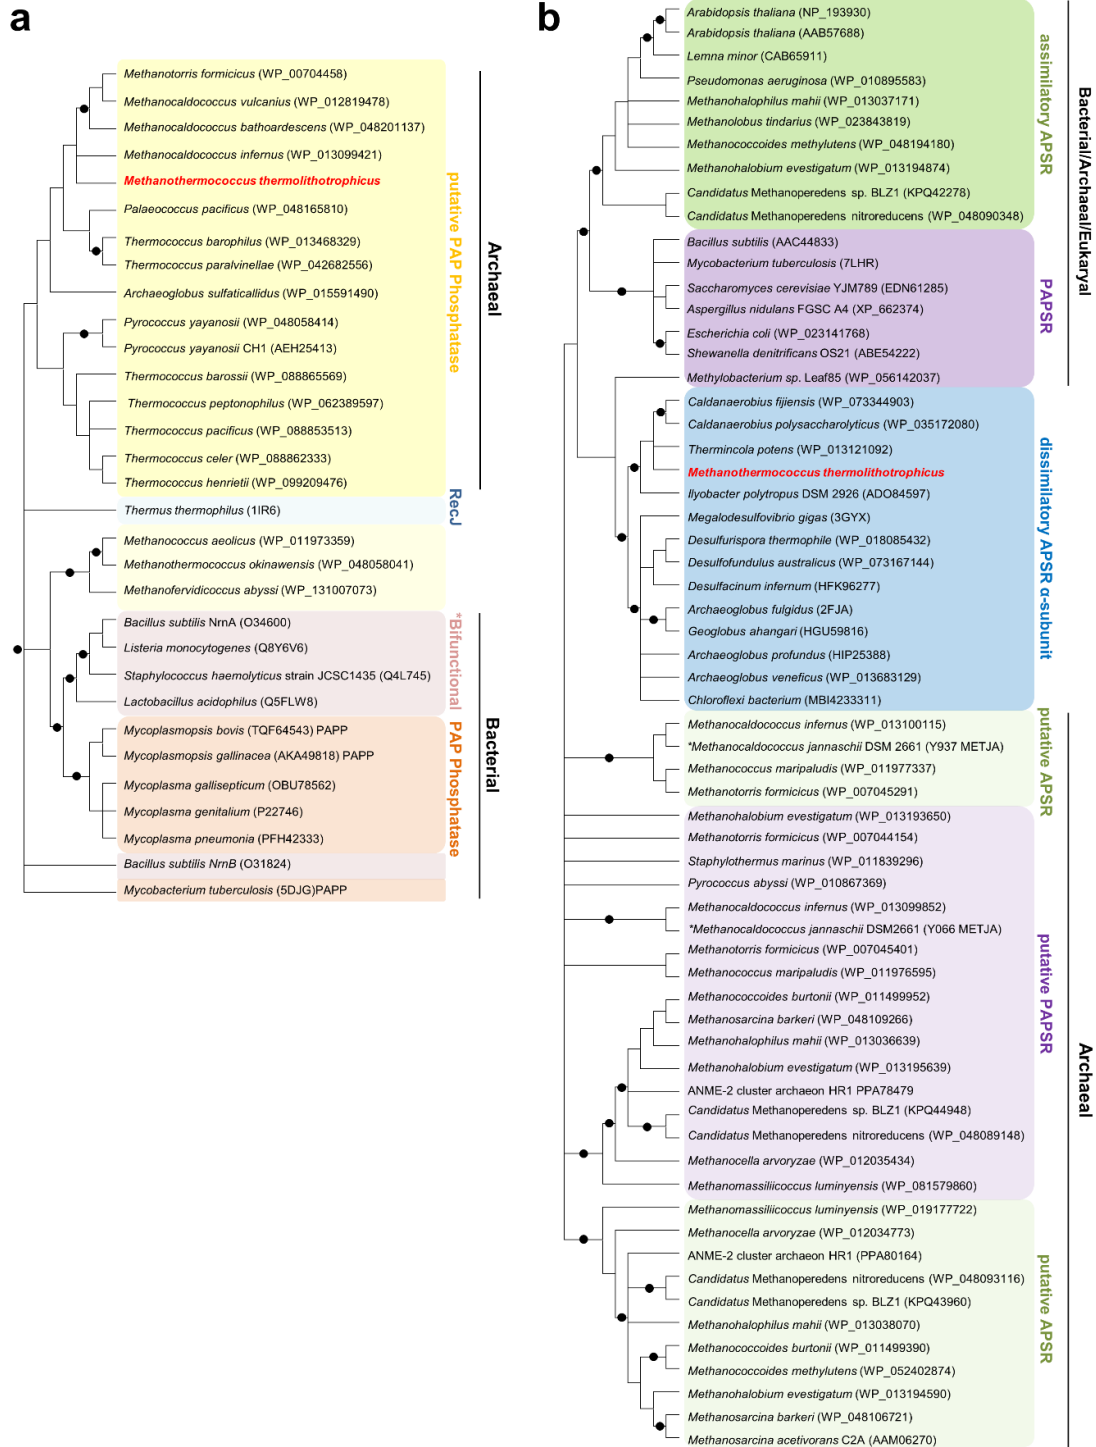 a
Methanotorris formicicus (WP_00704458)
Methanocaldococcus vulcanius (WP_012819478)
Methanocaldococcus bathoardescens (WP_048201137)
Methanocaldococcus infernus (WP_013099421)
Methanothermococcus thermolithotrophicus
Palaeococcus pacificus (WP_048165810)
Thermococcus barophilus (WP_013468329)
Thermococcus paralvinellae (WP_042682556)
Archaeoglobus sulfaticallidus (WP_015591490)
Pyrococcus yayanosii (WP_048058414)
Pyrococcus yayanosii CH1 (AEH25413)
Thermococcus barossii (WP_088865569)
Thermococcus peptonophilus (WP_062389597)
Thermococcus pacificus (WP_088853513)
Thermococcus celer (WP_088862333)
Thermococcus henrietii (WP_099209476)
putative PAP Phosphatase
Archaeal
Thermus thermophilus (1IR6)
RecJ
Methanococcus aeolicus (WP_011973359)
Methanothermococcus okinawensis (WP_048058041)
Methanofervidicoccus abyssi (WP_131007073)
Bacillus subtilis NrnA (O34600)
Listeria monocytogenes (Q8Y6V6)
Staphylococcus haemolyticus strain JCSC1435 (Q4L745)
Lactobacillus acidophilus (Q5FLW8)
*Bifunctional
Mycoplasmopsis bovis (TQF64543) PAPP
Mycoplasmopsis gallinacea (AKA49818) PAPP
Mycoplasma gallisepticum (OBU78562)
Mycoplasma genitalium (P22746)
Mycoplasma pneumonia (PFH42333)
PAP Phosphatase
Bacillus subtilis NrnB (O31824)
Mycobacterium tuberculosis (5DJG)PAPP
Bacterial
b
Arabidopsis thaliana (NP_193930)
Arabidopsis thaliana (AAB57688)
Lemna minor (CAB65911)
Pseudomonas aeruginosa (WP_010895583)
Methanohalophilus mahii (WP_013037171)
Methanolobus tindarius (WP_023843819)
Methanococcoides methylutens (WP_048194180)
Methanohalobium evestigatum (WP_013194874)
Candidatus Methanoperedens sp. BLZ1 (KPQ42278)
Candidatus Methanoperedens nitroreducens (WP_048090348)
assimilatory APSR
Bacillus subtilis (AAC44833)
Mycobacterium tuberculosis (7LHR)
Saccharomyces cerevisiae YJM789 (EDN61285)
Aspergillus nidulans FGSC A4 (XP_662374)
Escherichia coli (WP_023141768)
Shewanella denitrificans OS21 (ABE54222)
Methylobacterium sp. Leaf85 (WP_056142037)
PAPSR
Bacterial/Archaeal/Eukaryal
Caldanaerobius fijiensis (WP_073344903)
Caldanaerobius polysaccharolyticus (WP_035172080)
Thermincola potens (WP_013121092)
Methanothermococcus thermolithotrophicus
Ilyobacter polytropus DSM 2926 (ADO84597)
Megalodesulfovibrio gigas (3GYX)
Desulfurispora thermophile (WP_018085432)
Desulfofundulus australicus (WP_073167144)
Desulfacinum infernum (HFK96277)
Archaeoglobus fulgidus (2FJA)
Geoglobus ahangari (HGU59816)
Archaeoglobus profundus (HIP25388)
Archaeoglobus veneficus (WP_013683129)
Chloroflexi bacterium (MBI4233311)
dissimilatory APSR α-subunit
Methanocaldococcus infernus (WP_013100115)
*Methanocaldococcus jannaschii DSM 2661 (Y937 METJA)
Methanococcus maripaludis (WP_011977337)
Methanotorris formicicus (WP_007045291)
putative APSR
Methanohalobium evestigatum (WP_013193650)
Methanotorris formicicus (WP_007044154)
Staphylothermus marinus (WP_011839296)
Pyrococcus abyssi (WP_010867369)
Methanocaldococcus infernus (WP_013099852)
*Methanocaldococcus jannaschii DSM2661 (Y066 METJA)
Methanotorris formicicus (WP_007045401)
Methanococcus maripaludis (WP_011976595)
Methanococcoides burtonii (WP_011499952)
Methanosarcina barkeri (WP_048109266)
Methanohalophilus mahii (WP_013036639)
Methanohalobium evestigatum (WP_013195639)
ANME-2 cluster archaeon HR1 PPA78479
Candidatus Methanoperedens sp. BLZ1 (KPQ44948)
Candidatus Methanoperedens nitroreducens (WP_048089148)
Methanocella arvoryzae (WP_012035434)
Methanomassiliicoccus luminyensis (WP_081579860)
putative PAPSR
Archaeal
Methanomassiliicoccus luminyensis (WP_019177722)
Methanocella arvoryzae (WP_012034773)
ANME-2 cluster archaeon HR1 (PPA80164)
Candidatus Methanoperedens nitroreducens (WP_048093116)
Candidatus Methanoperedens sp. BLZ1 (KPQ43960)
Methanohalophilus mahii (WP_013038070)
Methanococcoides burtonii (WP_011499390)
Methanococcoides methylutens (WP_052402874)
Methanohalobium evestigatum (WP_013194590)
Methanosarcina barkeri (WP_048106721)
Methanosarcina acetivorans C2A (AAM06270)
putative APSR